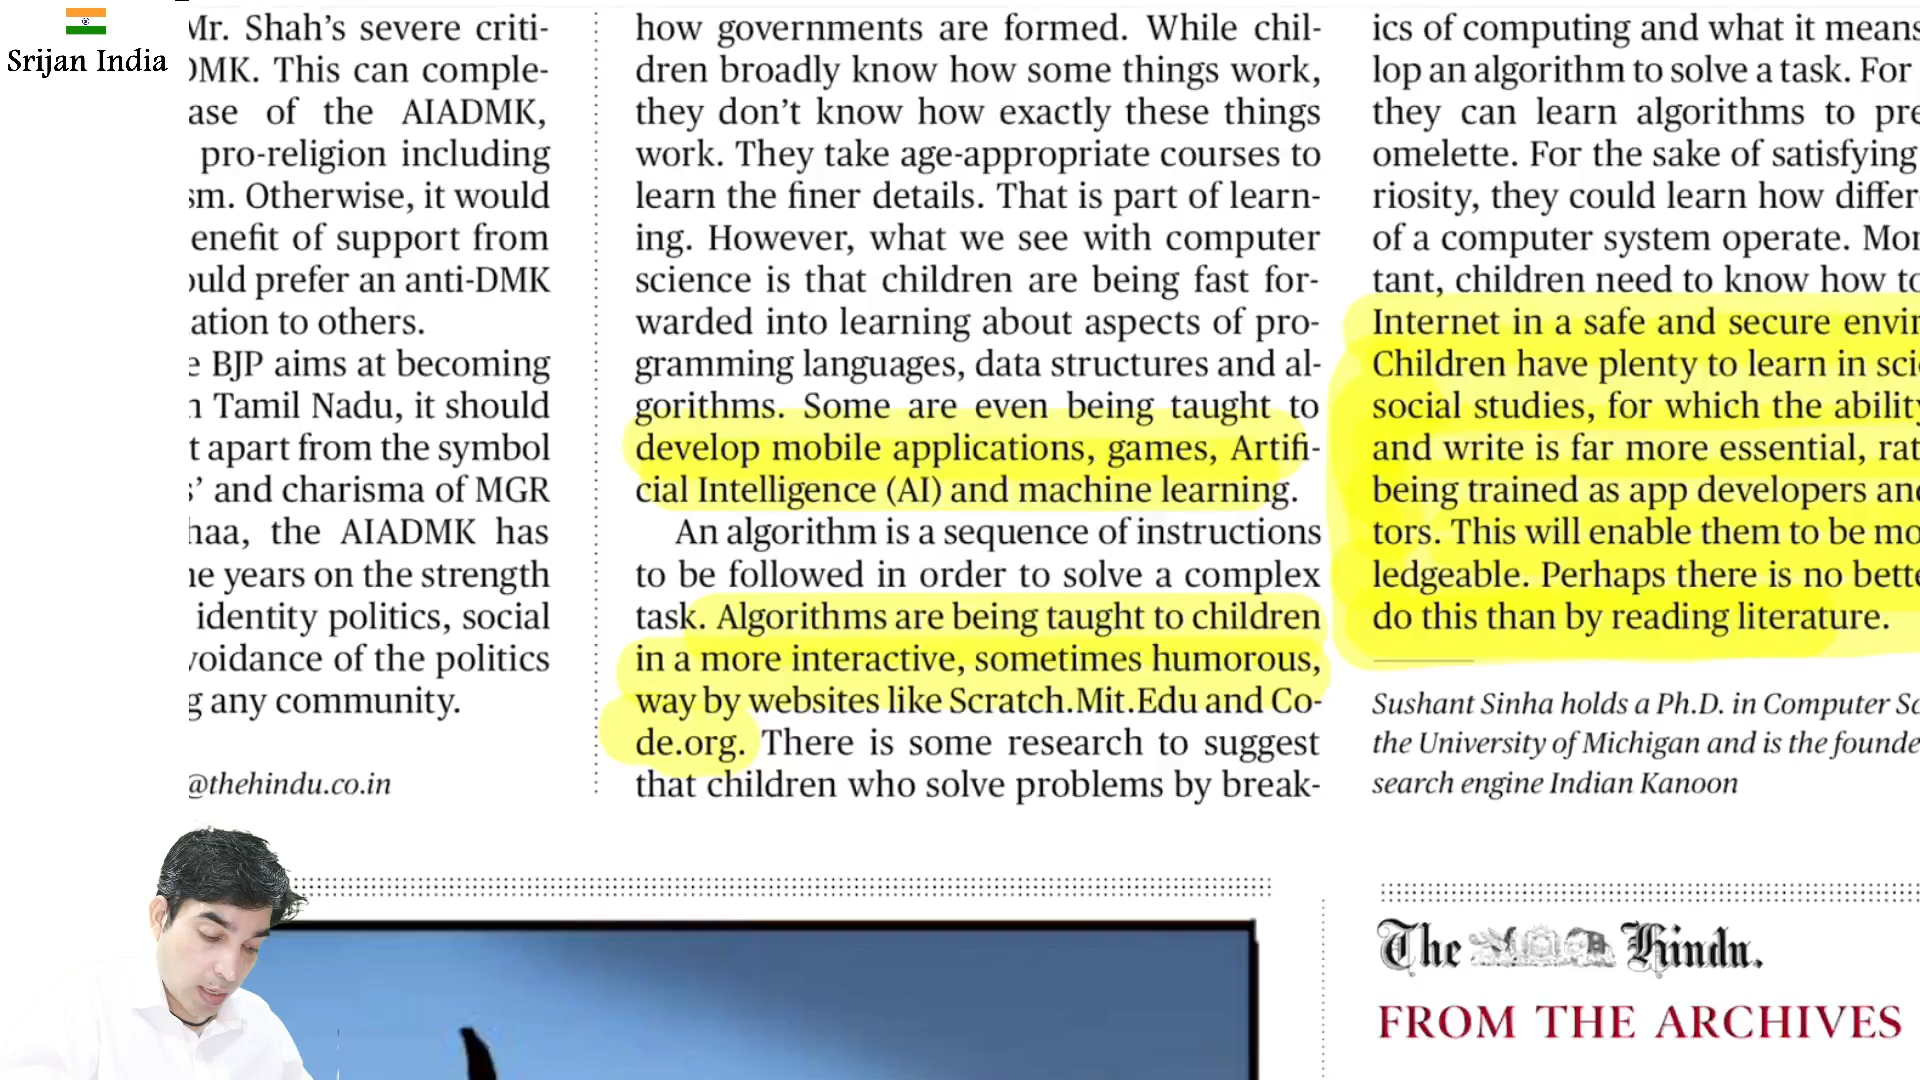 Srijan India
Mr. Shah's severe criti-
DMK. This can comple-
ase of the AIADMK,
pro-religion including
sm. Otherwise, it would
enefit of support from
ould prefer an anti-DMK
ation to others.
e BJP aims at becoming
n Tamil Nadu, it should
t apart from the symbol
s' and charisma of MGR
haa, the AIADMK has
he years on the strength
identity politics, social
voidance of the politics
g any community.
@thehindu.co.in
how governments are formed. While chil-
dren broadly know how some things work,
they don't know how exactly these things
work. They take age-appropriate courses to
learn the finer details. That is part of learn-
ing. However, what we see with computer
science is that children are being fast for-
warded into learning about aspects of pro-
gramming languages, data structures and al-
gorithms. Some are even being taught to
develop mobile applications, games, Artifi-
cial Intelligence (AI) and machine learning.
An algorithm is a sequence of instructions
to be followed in order to solve a complex
task. Algorithms are being taught to children
in a more interactive, sometimes humorous,
way by websites like Scratch.Mit.Edu and Co-
de.org. There is some research to suggest
that children who solve problems by break-
ics of computing and what it means
lop an algorithm to solve a task. For
they can learn algorithms to pre
omelette. For the sake of satisfying
riosity, they could learn how differ
of a computer system operate. Mor
tant, children need to know how to
Internet in a safe and secure envir
Children have plenty to learn in sci
social studies, for which the ability
and write is far more essential, rat
being trained as app developers and
tors. This will enable them to be mo
ledgeable. Perhaps there is no bette
do this than by reading literature.
Sushant Sinha holds a Ph.D. in Computer Sc
the University of Michigan and is the founde
search engine Indian Kanoon
The Hindu.
FROM THE ARCHIVES